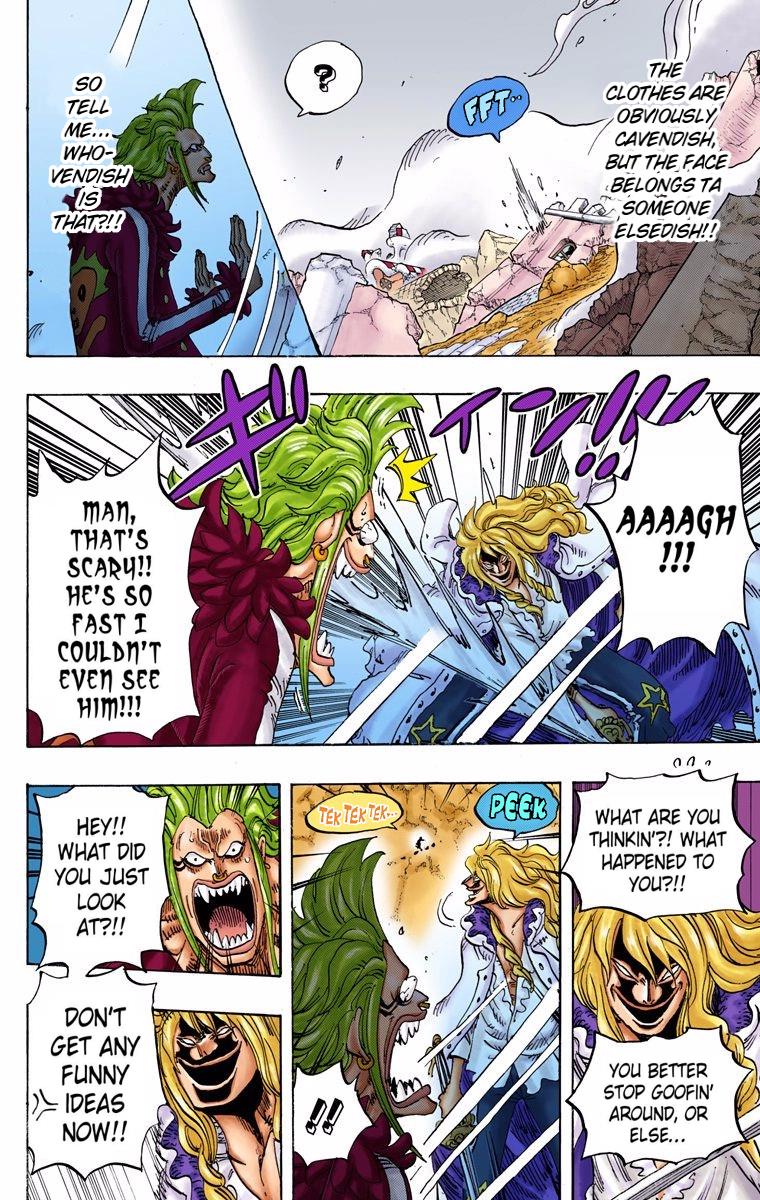 THE
CLOTHES ARE
OBVIOUSLY
CAVENDISH,
BUT THE FACE
BELONGS TA
SOMEONE
ELSEDISH!!
FFT..
?
SO
TELL
ME...
WHO-
VENDISH
IS
THAT?!!
ギイン!!
AAAAGH
!!!
MAN,
THAT'S
SCARY!!
HE'S SO
FAST I
COULDN'T
EVEN SEE
HIM!!!
WHAT ARE YOU
THINKIN'?! WHAT
HAPPENED TO
YOU?!!
YOU BETTER
STOP GOOFIN'
AROUND, OR
ELSE...
PEEK
TEK TEK TEK...
!!
HEY!!
WHAT DID
YOU JUST
LOOK
AT?!!
DON'T
GET ANY
FUNNY
IDEAS
NOW!!